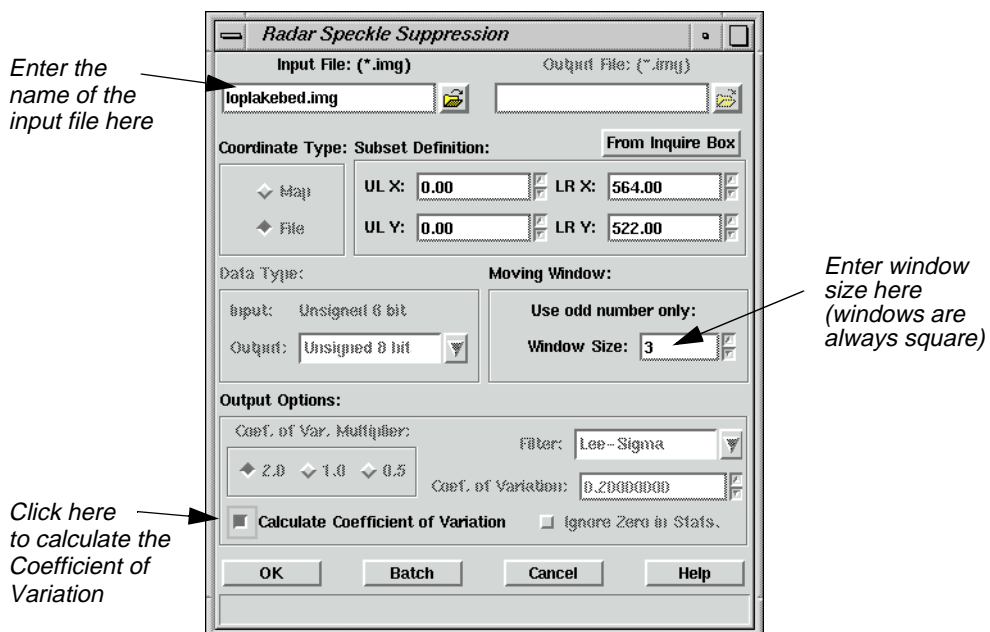 Radar Speckle Suppression
Enter the
name of the
input file here
Input File: (*.img)
Output File: (*.img)
loplakebed.img
From Inquire Box
Coordinate Type:
Subset Definition:
Map
File
UL X: 0.00
LR X: 564.00
UL Y: 0.00
LR Y: 522.00
Data Type:
Input: Unsigned 8 bit
Output: Unsigned 8 bit
Moving Window:
Use odd number only:
Window Size: 3
Enter window
size here
(windows are
always square)
Output Options:
Coef. of Var. Multiplier:
2.0 1.0 0.5
Filter: Lee-Sigma
Coef. of Variation: 0.20000000
Click here
to calculate the
Coefficient of
Variation
Calculate Coefficient of Variation
Ignore Zero in Stats.
OK Batch Cancel Help